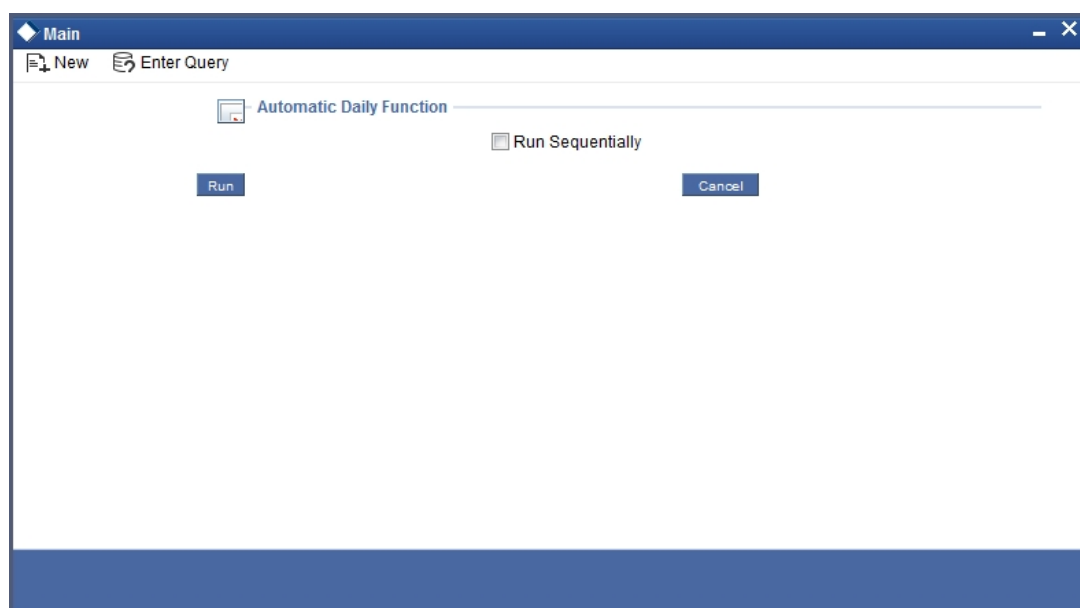 Main
New Enter Query
Automatic Daily Function
Run Sequentially
Run Cancel